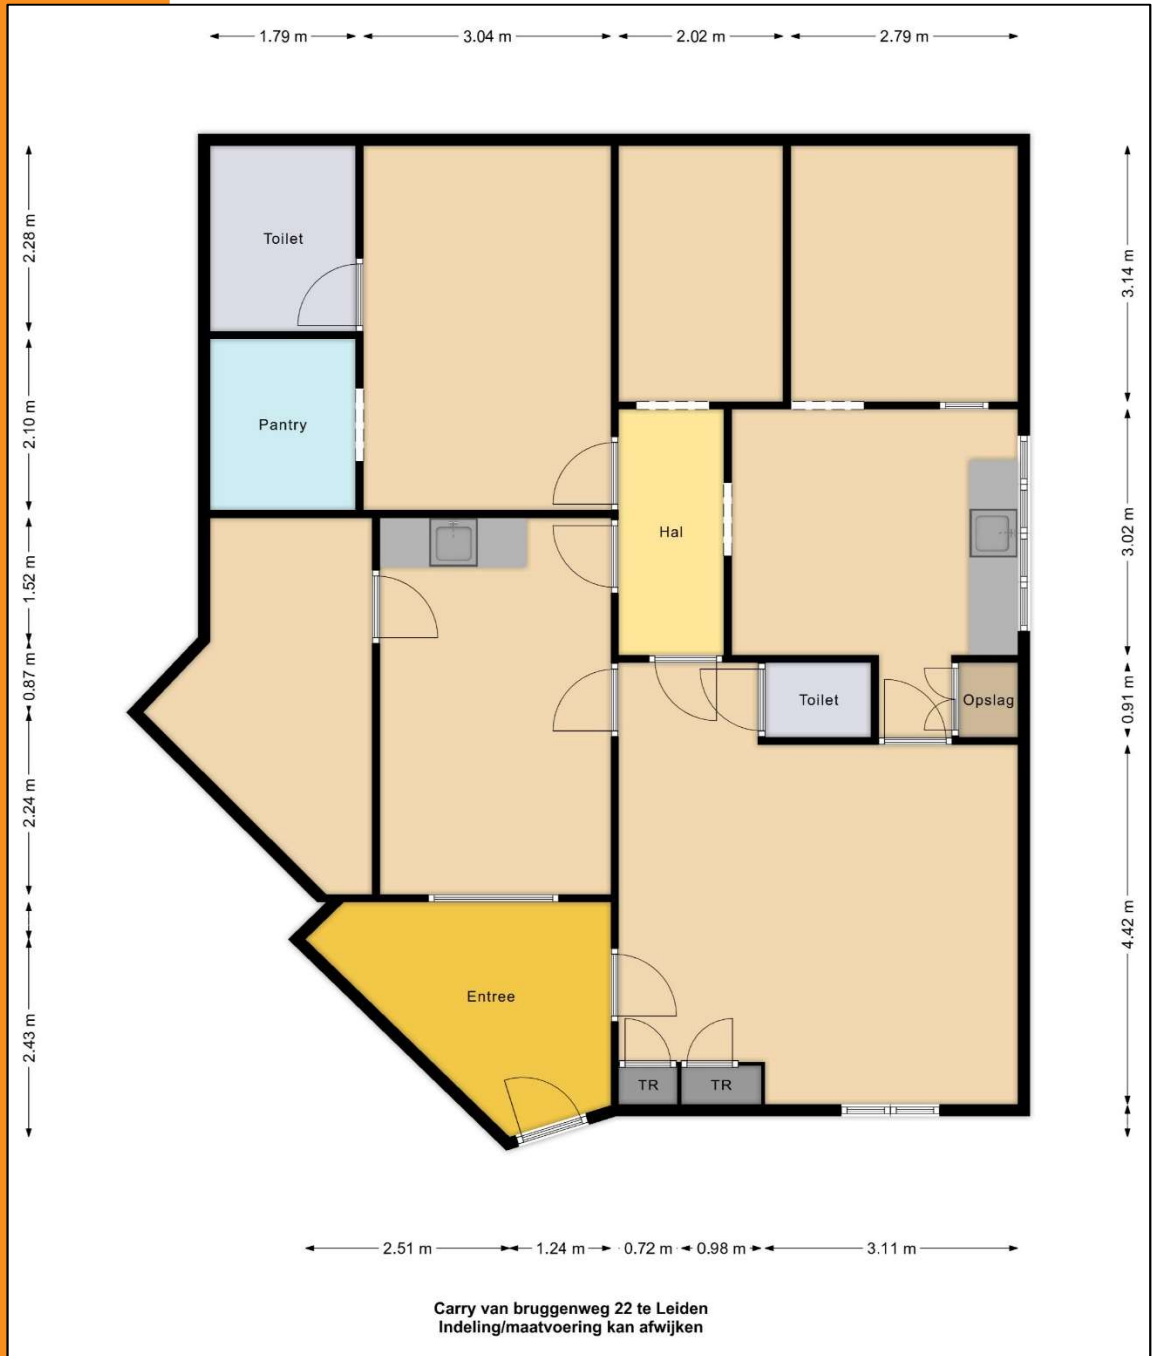 1.79 m
3.04 m
2.02 m
2.79 m
2.28 m
3.14 m
Toilet
Pantry
2.10 m
Hal
1.52 m
3.02 m
0.87 m
Toilet
Opslag
0.91 m
2.24 m
4.42 m
Entree
2.43 m
TR
TR
2.51 m
1.24 m
0.72 m
0.98 m
3.11 m
Carry van bruggenweg 22 te Leiden
Indeling/maatvoering kan afwijken